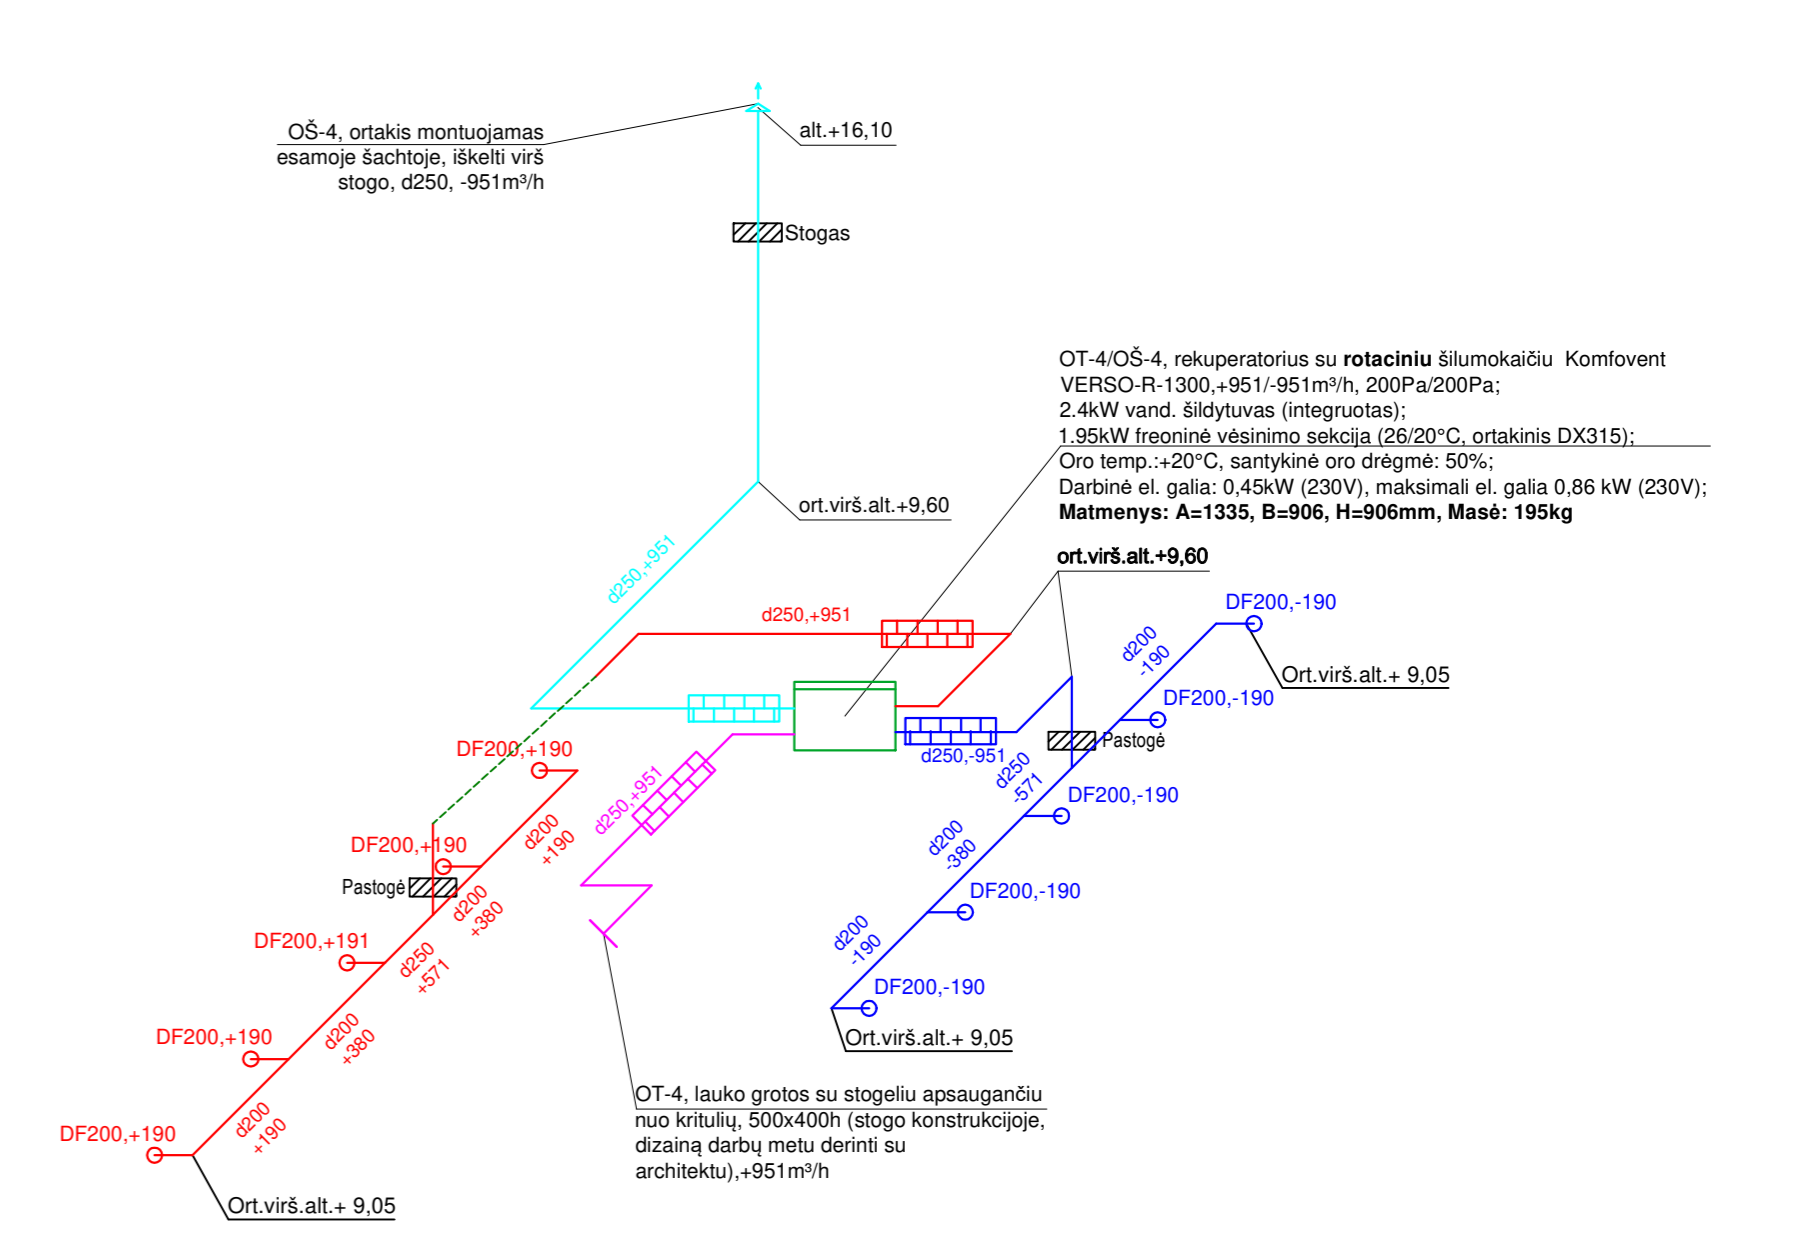 OŠ-4, ortakis montuojamas
esamoje šachtoje, iškelti virš
stogo, d250, -951m³/h
alt.+16,10
Stogas
OT-4/OŠ-4, rekuperatorius su rotaciniu šilumokaičiu Komfovent
VERSO-R-1300,+951/-951m³/h, 200Pa/200Pa;
2.4kW vand. šildytuvas (integruotas);
1.95kW freoninė vėsinimo sekcija (26/20°C, ortakinis DX315);
Oro temp.:+20°C, santykinė oro drėgmė: 50%;
Darbinė el. galia: 0,45kW (230V), maksimali el. galia 0,86 kW (230V);
Matmenys: A=1335, B=906, H=906mm, Masė: 195kg
ort.virš.alt.+9,60
ort.virš.alt.+9,60
d250,+951
d250,+951
DF200,-190
d200
-190
Ort.virš.alt.+ 9,05
DF200,-190
Pastogė
d250,-951
d250
-571
DF200,+190
d250,+951
DF200,-190
d200
+190
d200
-380
DF200,+190
Pastogė
d200
+380
DF200,-190
d200
-190
DF200,+191
d250
+571
DF200,-190
DF200,+190
d200
+380
Ort.virš.alt.+ 9,05
DF200,+190
d200
+190
Ort.virš.alt.+ 9,05
OT-4, lauko grotos su stogeliu apsaugančiu
nuo kritulių, 500x400h (stogo konstrukcijoje,
dizainą darbų metu derinti su
architektu),+951m³/h